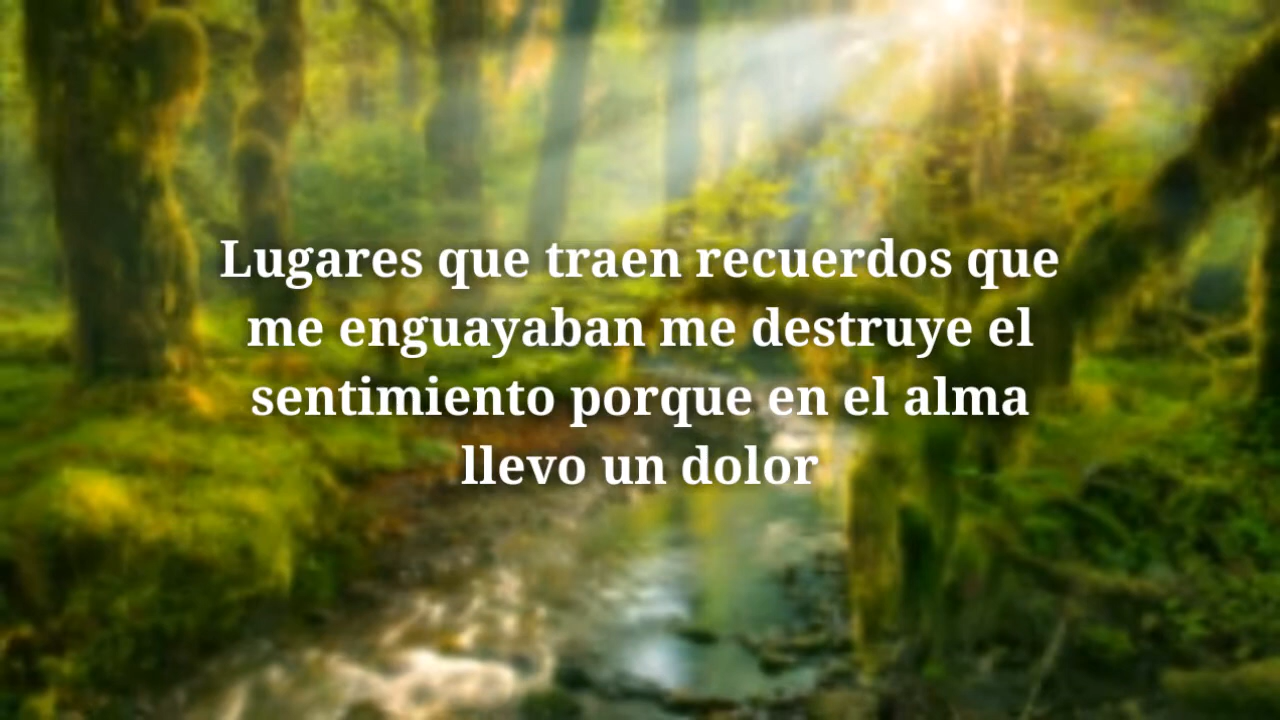 Lugares que traen recuerdos que
me enguayaban me destruye el
sentimiento porque en el alma
llevo un dolor